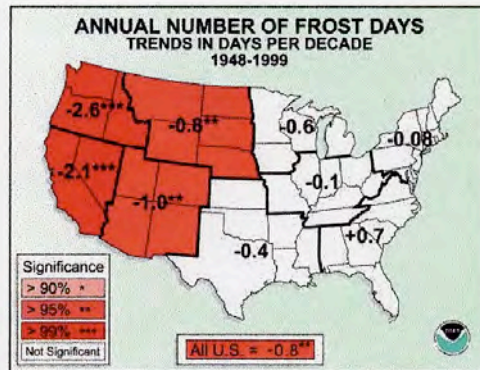 ANNUAL NUMBER OF FROST DAYS
TRENDS IN DAYS PER DECADE
1948-1999
-2.6***
-0.8**
-0.6
-0.08
-2.1***
-1.0**
-0.1
-0.4
+0.7
Significance
> 90% *
> 95% **
> 99% ***
Not Significant
All U.S. = -0.8**